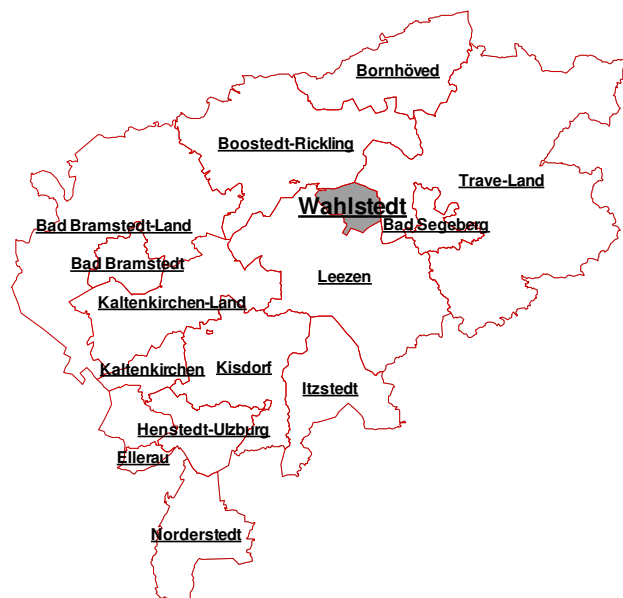 Bornhöved
Boostedt-Rickling
Trave-Land
Wahlstedt
Bad Bramstedt-Land
Bad Segeberg
Bad Bramstedt
Leezen
Kaltenkirchen-Land
Kaltenkirchen
Kisdorf
Itzstedt
Henstedt-Ulzburg
Ellerau
Norderstedt